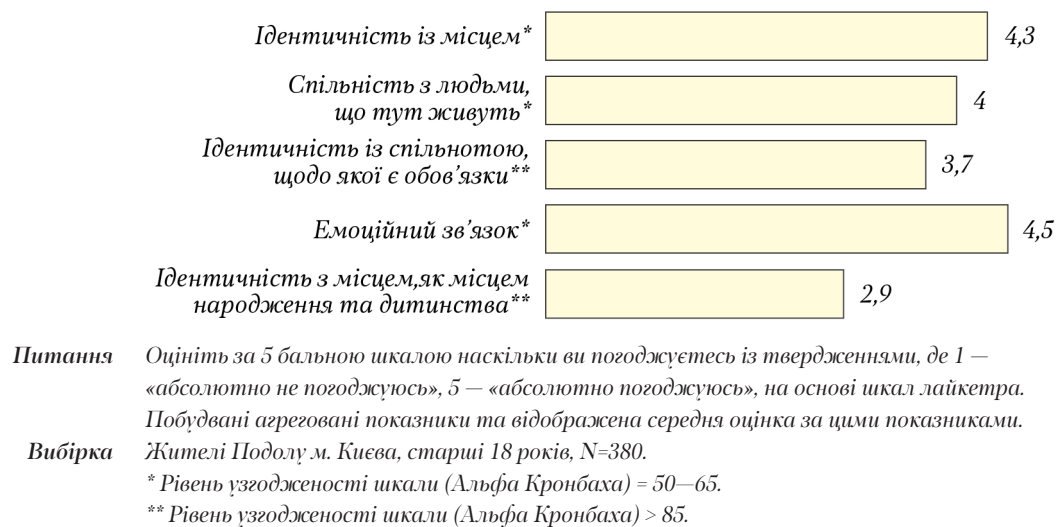 Ідентичність із місцем*
4,3
Спільність з людьми,
що тут живуть*
4
Ідентичність із спільнотою,
щодо якої є обов’язки**
3,7
Емоційний зв’язок*
4,5
Ідентичність з місцем,як місцем
народження та дитинства**
2,9
Питання Оцініть за 5 бальною шкалою наскільки ви погоджуєтесь із твердженнями, де 1 —
«абсолютно не погоджуюсь», 5 — «абсолютно погоджуюсь», на основі шкал лайкетра.
Побудвані агреговані показники та відображена середня оцінка за цими показниками.
Вибірка Жителі Подолу м. Києва, старші 18 років, N=380.
* Рівень узгодженості шкали (Альфа Кронбаха) = 50—65.
** Рівень узгодженості шкали (Альфа Кронбаха) > 85.